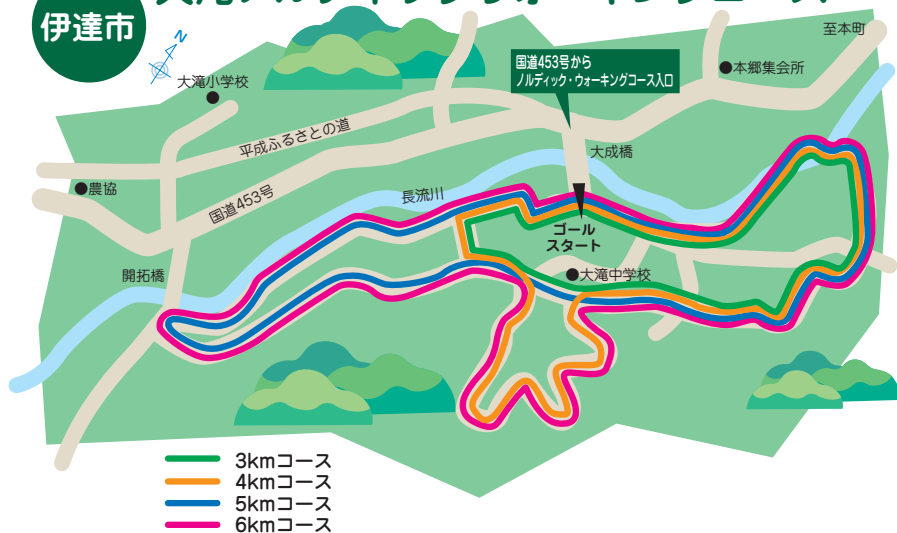 伊達市
N
大滝小学校
国道453号から
ノルディック・ウォーキングコース入口
至本町
本郷集会所
平成ふるさとの道
大成橋
農協
国道453号
長流川
ゴール
スタート
開拓橋
大滝中学校
3kmコース
4kmコース
5kmコース
6kmコース